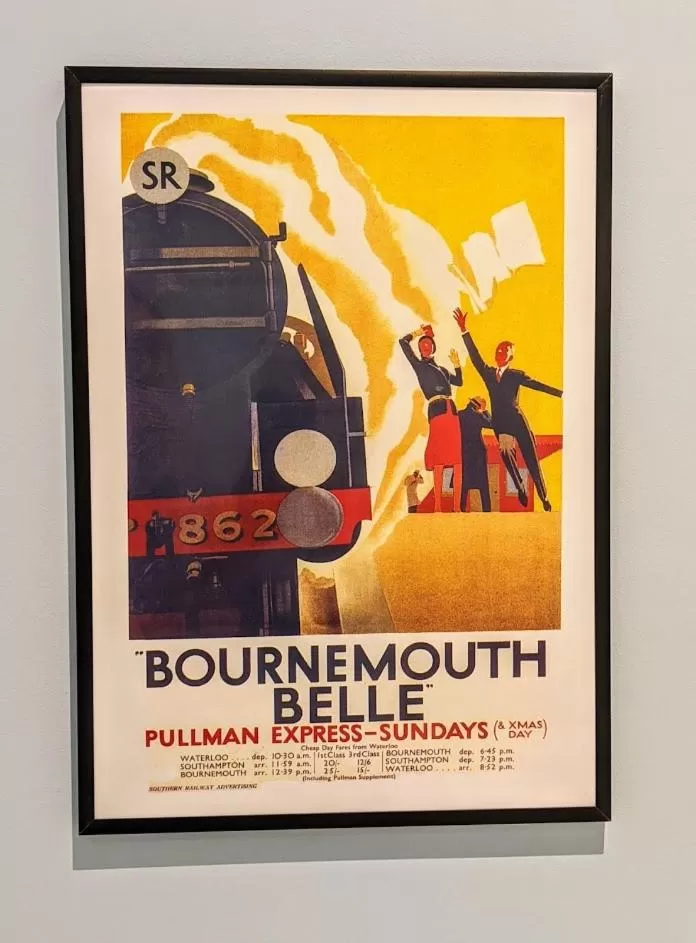 SR
862
"BOURNEMOUTH
BELLE"
PULLMAN EXPRESS-SUNDAYS (& XMAS DAY)
Cheap Day Fares from Waterloo
WATERLOO .... dep. 10·30 a.m. 1st Class 3rd Class BOURNEMOUTH dep. 6·45 p.m.
SOUTHAMPTON arr. 11·59 a.m. 20/- 12/6 SOUTHAMPTON dep. 7·23 p.m.
BOURNEMOUTH arr. 12·39 p.m. 25/- 15/- WATERLOO .... arr. 8·52 p.m.
(Including Pullman Supplement)
SOUTHERN RAILWAY ADVERTISING